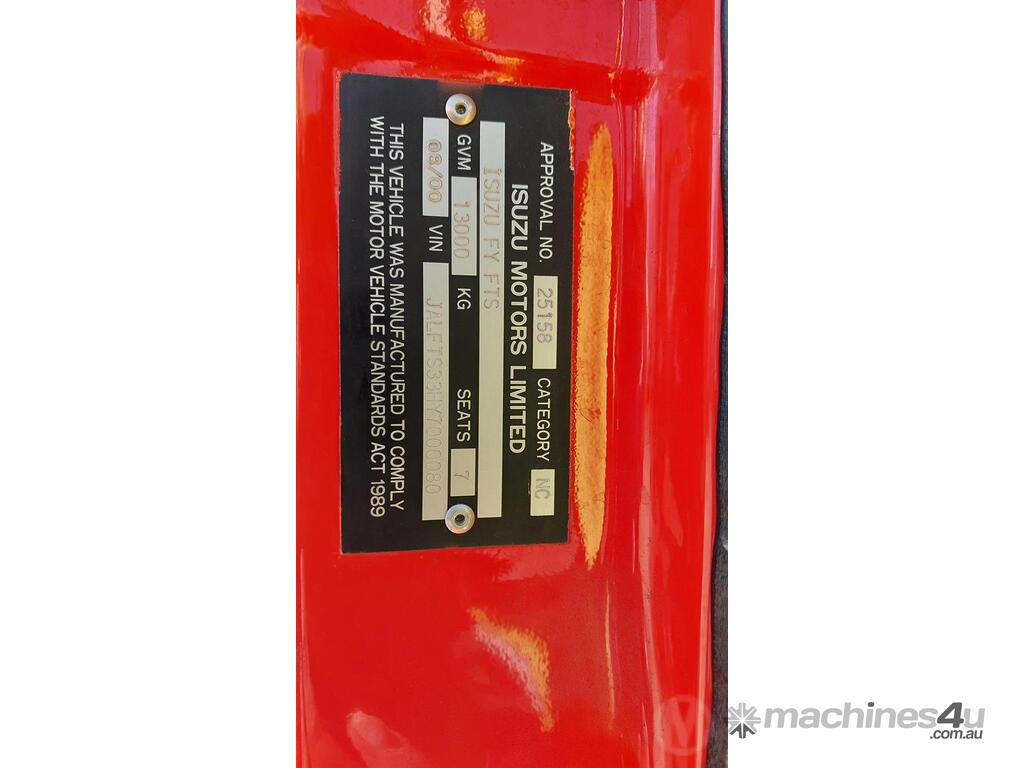 APPROVAL NO. 25158 CATEGORY NC
ISUZU MOTORS LIMITED
ISUZU FY FTS
GVM 13000 KG SEATS 7
08/00 VIN JALFTS33HY7000080
THIS VEHICLE WAS MANUFACTURED TO COMPLY
WITH THE MOTOR VEHICLE STANDARDS ACT 1989
machines4u
.com.au